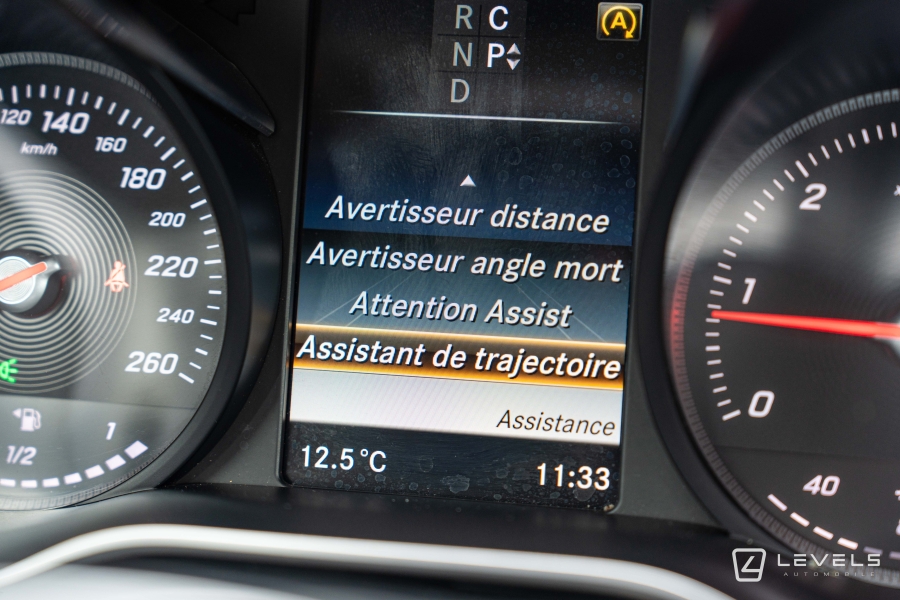 R C
N P
D
A
120 140 160 180 200 220 240 260
km/h
1/2 1
Avertisseur distance
Avertisseur angle mort
Attention Assist
Assistant de trajectoire
Assistance
12.5°C 11:33
2
1
0
40
LEVELS
AUTOMOBILE